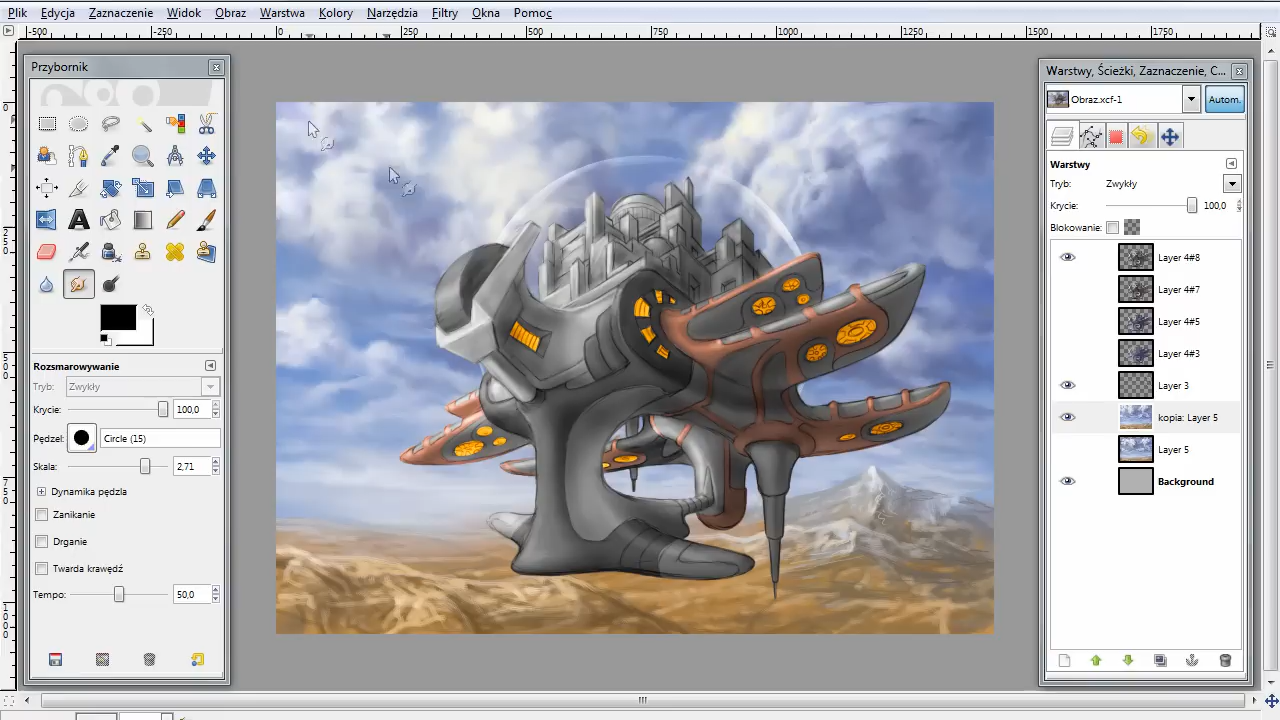 Plik Edycja Zaznaczenie Widok Obraz Warstwa Kolory Narzędzia Filtry Okna Pomoc
-500 -250 0 250 500 750 1000 1250 1500 1750
Przybornik
Rozsmarowywanie
Tryb: Zwykły
Krycie: 100,0
Pędzel: Circle (15)
Skala: 2,71
Dynamika pędzla
Zanikanie
Drganie
Twarda krawędź
Tempo: 50,0
Warstwy, Ścieżki, Zaznaczenie, C...
Obraz.xcf-1 Autom.
Warstwy
Tryb: Zwykły
Krycie: 100,0
Blokowanie:
Layer 4#8
Layer 4#7
Layer 4#5
Layer 4#3
Layer 3
kopia: Layer 5
Layer 5
Background